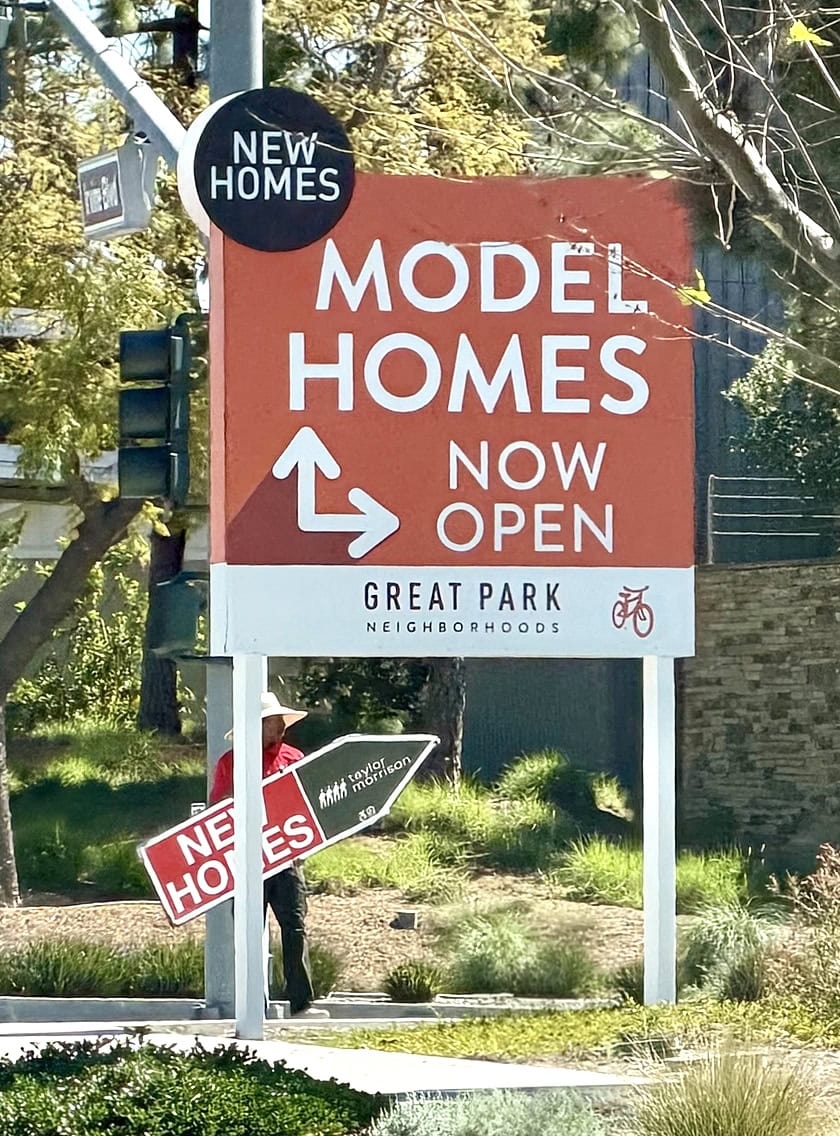 NEW
HOMES
MODEL
HOMES
NOW
OPEN
GREAT PARK
NEIGHBORHOODS
taylor
morrison
NEW
HOMES